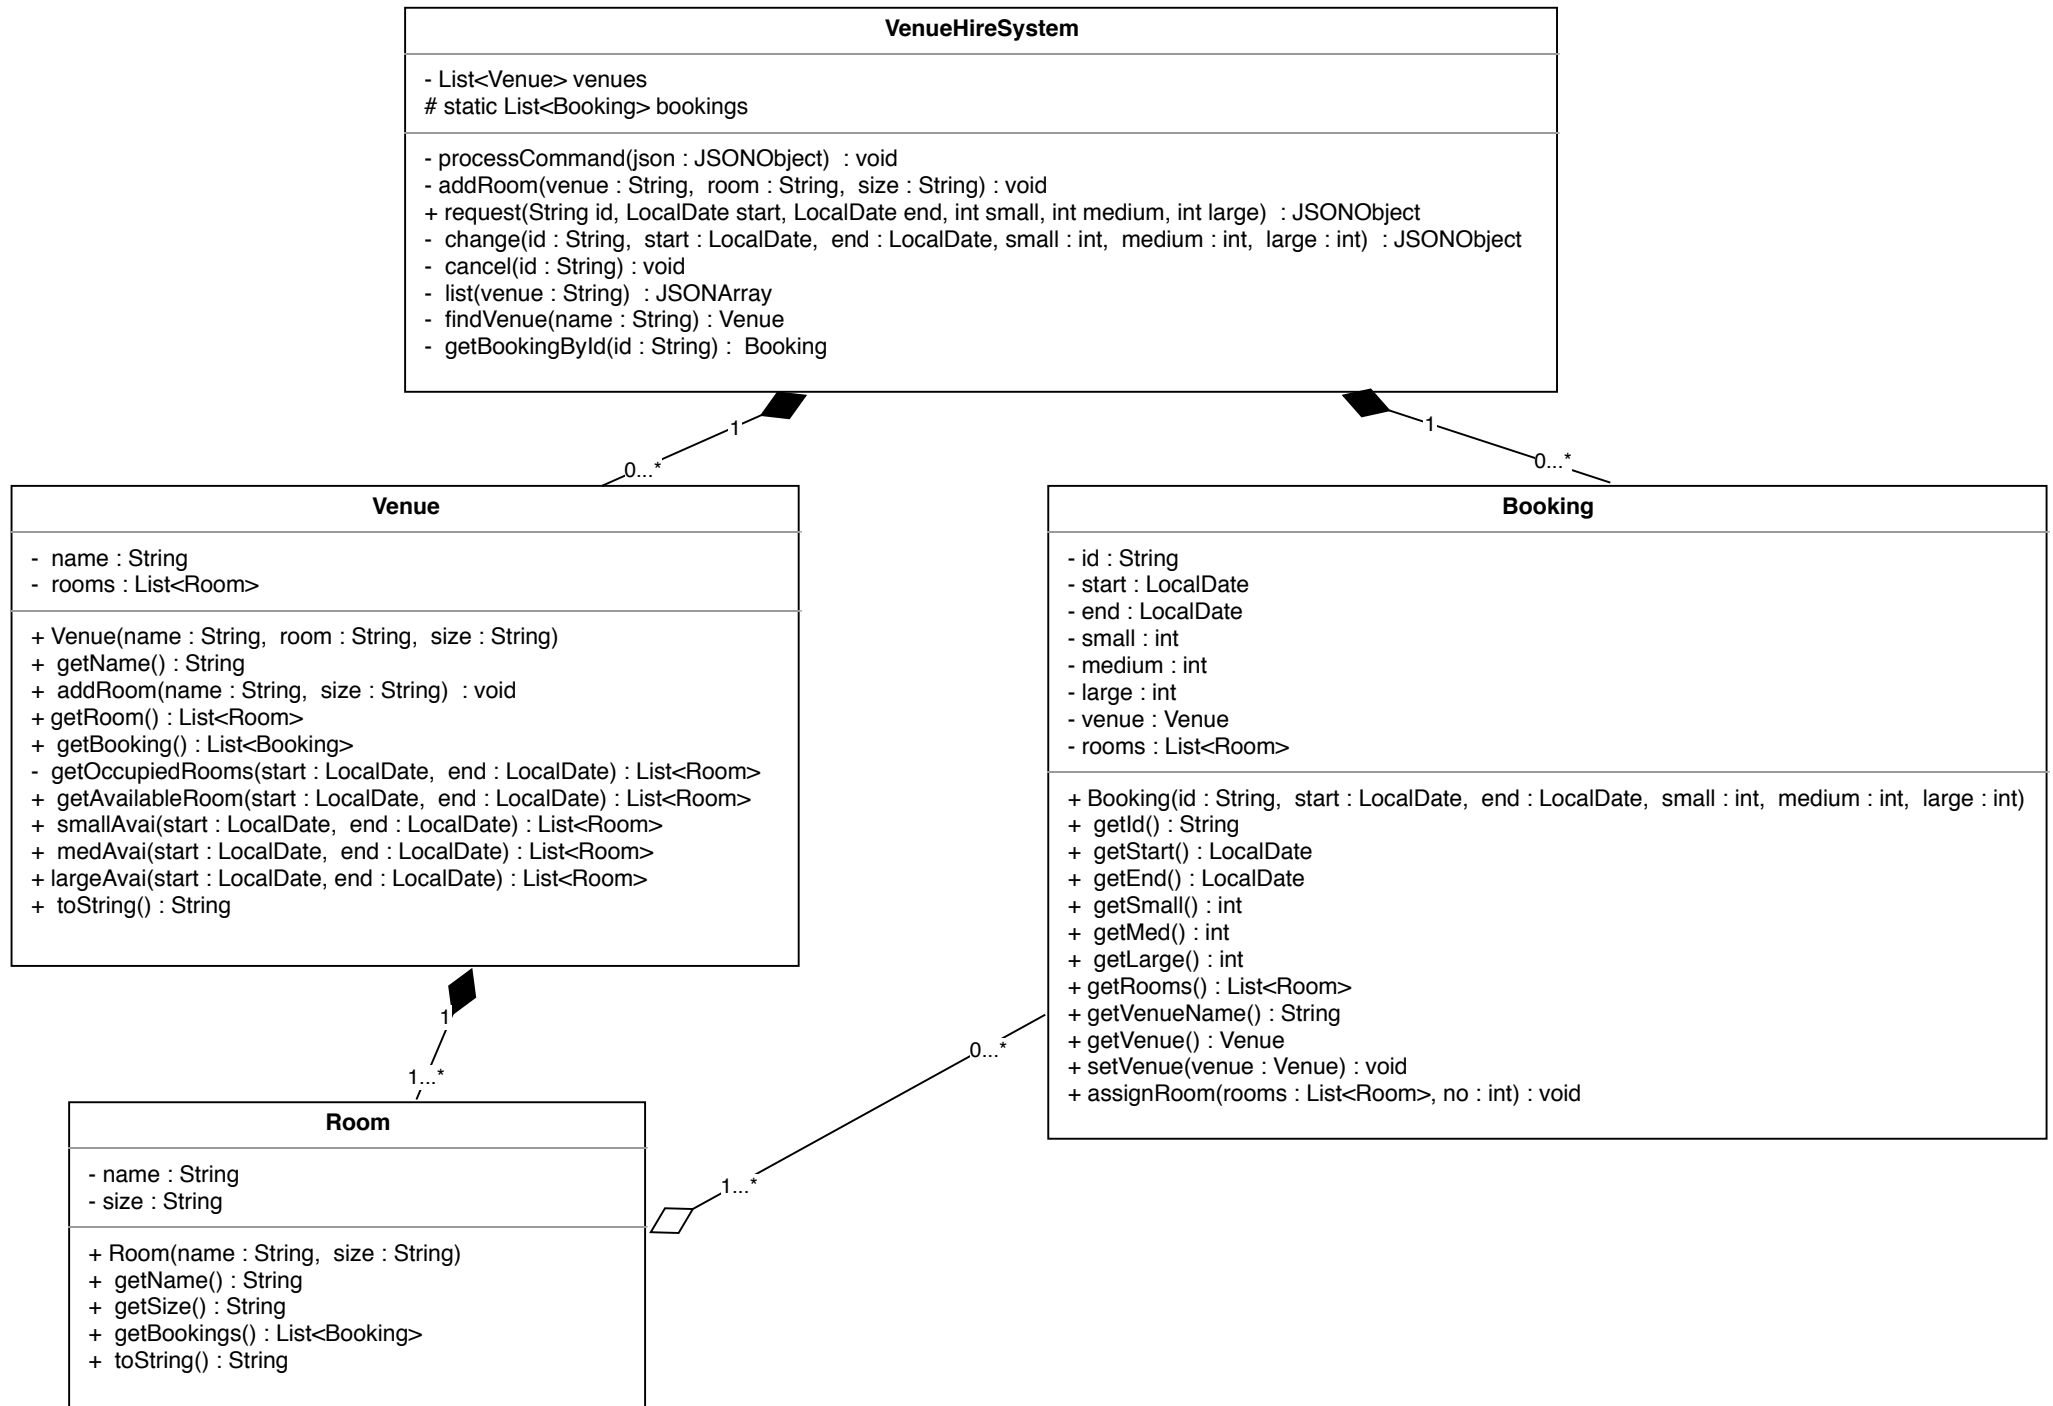 VenueHireSystem
- List<Venue> venues
# static List<Booking> bookings
- processCommand(json : JSONObject)  : void
- addRoom(venue : String,  room : String,  size : String) : void
+ request(String id, LocalDate start, LocalDate end, int small, int medium, int large)  : JSONObject
-  change(id : String,  start : LocalDate,  end : LocalDate, small : int,  medium : int,  large : int)  : JSONObject
-  cancel(id : String) : void
-  list(venue : String)  : JSONArray
-  findVenue(name : String) : Venue
-  getBookingById(id : String) :  Booking
1
0...*
1
0...*
Venue
-  name : String
-  rooms : List<Room>
+ Venue(name : String,  room : String,  size : String)
+  getName() : String
+  addRoom(name : String,  size : String)  : void
+ getRoom() : List<Room>
+  getBooking() : List<Booking>
-  getOccupiedRooms(start : LocalDate,  end : LocalDate) : List<Room>
+  getAvailableRoom(start : LocalDate,  end : LocalDate) : List<Room>
+  smallAvai(start : LocalDate,  end : LocalDate) : List<Room>
+  medAvai(start : LocalDate,  end : LocalDate) : List<Room>
+ largeAvai(start : LocalDate, end : LocalDate) : List<Room>
+  toString() : String
Booking
- id : String
- start : LocalDate
- end : LocalDate
- small : int
- medium : int
- large : int
- venue : Venue
- rooms : List<Room>
+ Booking(id : String,  start : LocalDate,  end : LocalDate,  small : int,  medium : int,  large : int)
+  getId() : String
+  getStart() : LocalDate
+  getEnd() : LocalDate
+  getSmall() : int
+  getMed() : int
+  getLarge() : int
+ getRooms() : List<Room>
+ getVenueName() : String
+ getVenue() : Venue
+ setVenue(venue : Venue) : void
+ assignRoom(rooms : List<Room>, no : int) : void
1
1...*
0...*
1...*
Room
- name : String
- size : String
+ Room(name : String,  size : String)
+  getName() : String
+  getSize() : String
+  getBookings() : List<Booking>
+  toString() : String